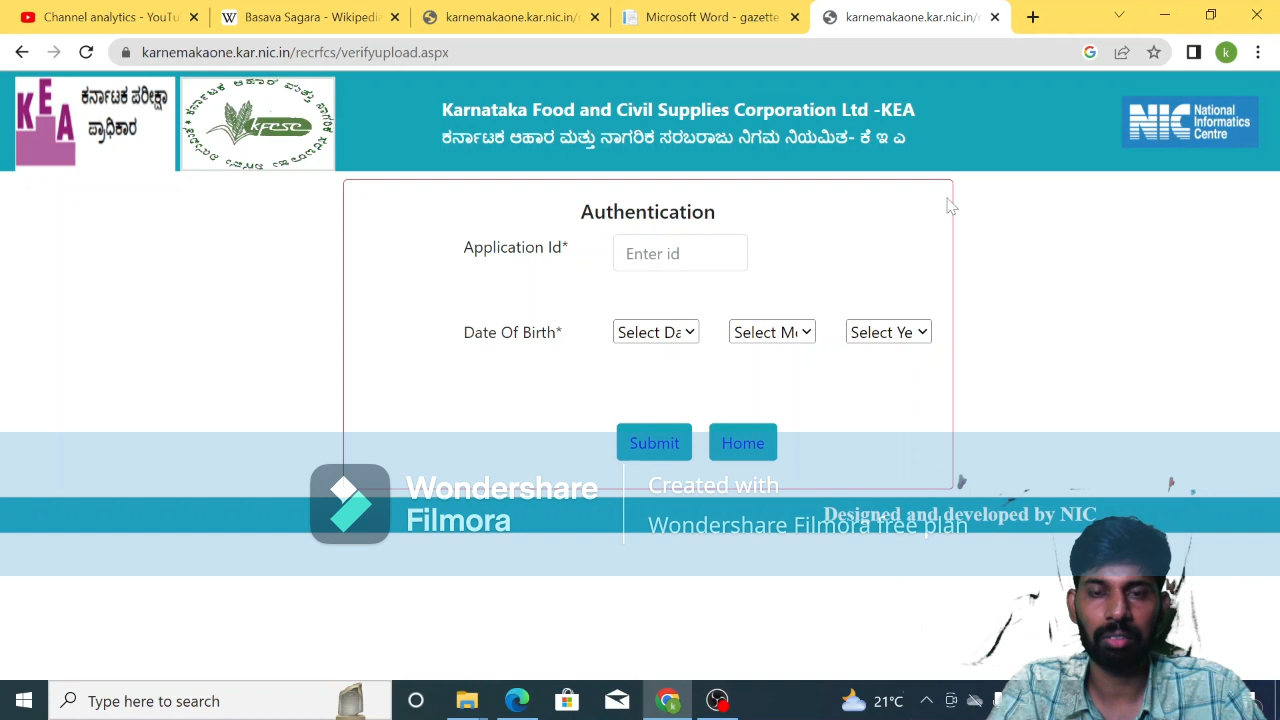 Channel analytics - YouTu
Basava Sagara - Wikipedia
karnemakaone.kar.nic.in/r
Microsoft Word - gazette
karnemakaone.kar.nic.in/
karnemakaone.kar.nic.in/recrfcs/verifyupload.aspx
k
KEA
ಕರ್ನಾಟಕ ಪರೀಕ್ಷಾ
ಪ್ರಾಧಿಕಾರ
kfcsc
Karnataka Food and Civil Supplies Corporation Ltd -KEA
ಕರ್ನಾಟಕ ಆಹಾರ ಮತ್ತು ನಾಗರಿಕ ಸರಬರಾಜು ನಿಗಮ ನಿಯಮಿತ- ಕೆ ಇ ಎ
NIC National
Informatics
Centre
Authentication
Application Id*
Enter id
Date Of Birth*
Select Da
Select Mo
Select Ye
Submit
Home
Wondershare
Filmora
Created with
Wondershare Filmora free plan
Designed and developed by NIC
Type here to search
21°C